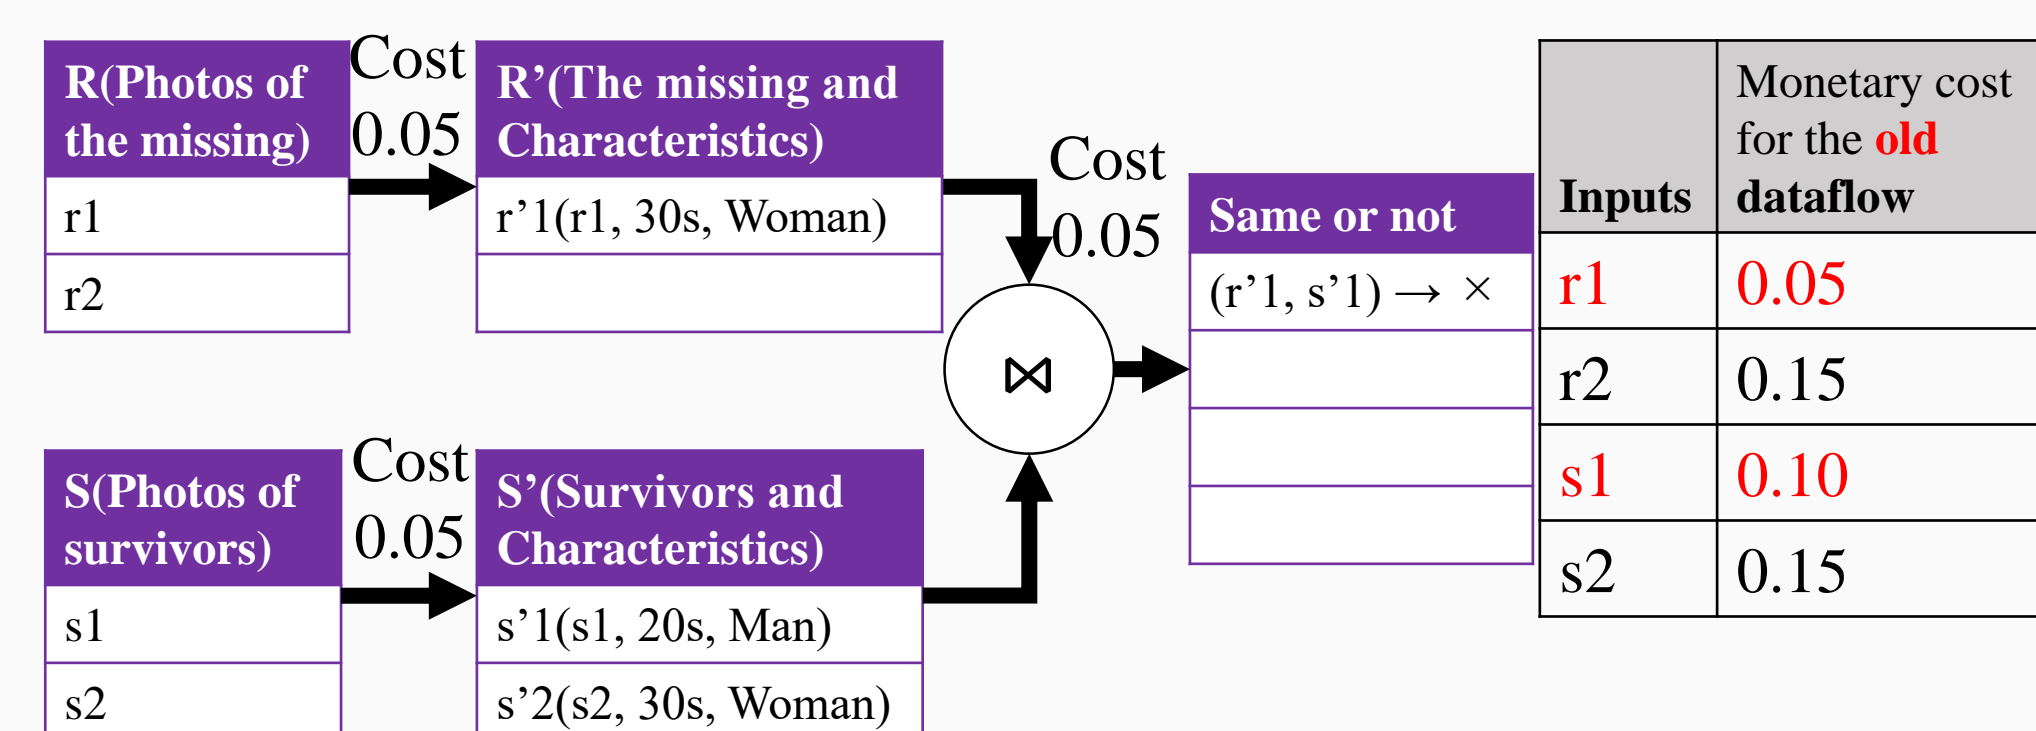 R(Photos of
the missing)
r1
r2
Cost
0.05
R’(The missing and
Characteristics)
r’1(r1, 30s, Woman)
Cost
0.05
⋈
S(Photos of
survivors)
s1
s2
Cost
0.05
S’(Survivors and
Characteristics)
s’1(s1, 20s, Man)
s’2(s2, 30s, Woman)
Same or not
(r’1, s’1) → ×
Inputs
Monetary cost
for the old
dataflow
r1 0.05
r2 0.15
s1 0.10
s2 0.15